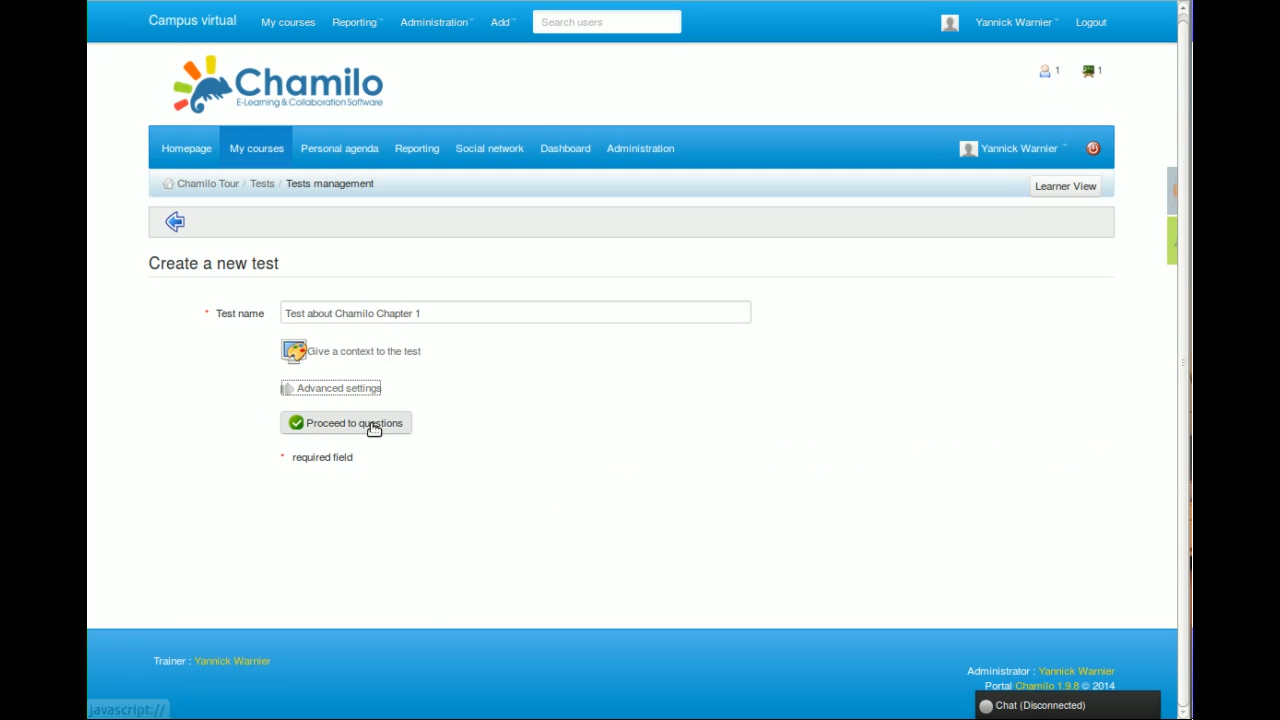 Campus virtual My courses Reporting Administration Add Search users Yannick Warnier Logout
Chamilo
E-Learning & Collaboration Software
1 1
Homepage My courses Personal agenda Reporting Social network Dashboard Administration Yannick Warnier
Chamilo Tour / Tests / Tests management Learner View
Create a new test
* Test name Test about Chamilo Chapter 1
Give a context to the test
Advanced settings
Proceed to questions
* required field
Trainer : Yannick Warnier
Administrator : Yannick Warnier
Portal Chamilo 1.9.8 © 2014
Chat (Disconnected)
javascript://